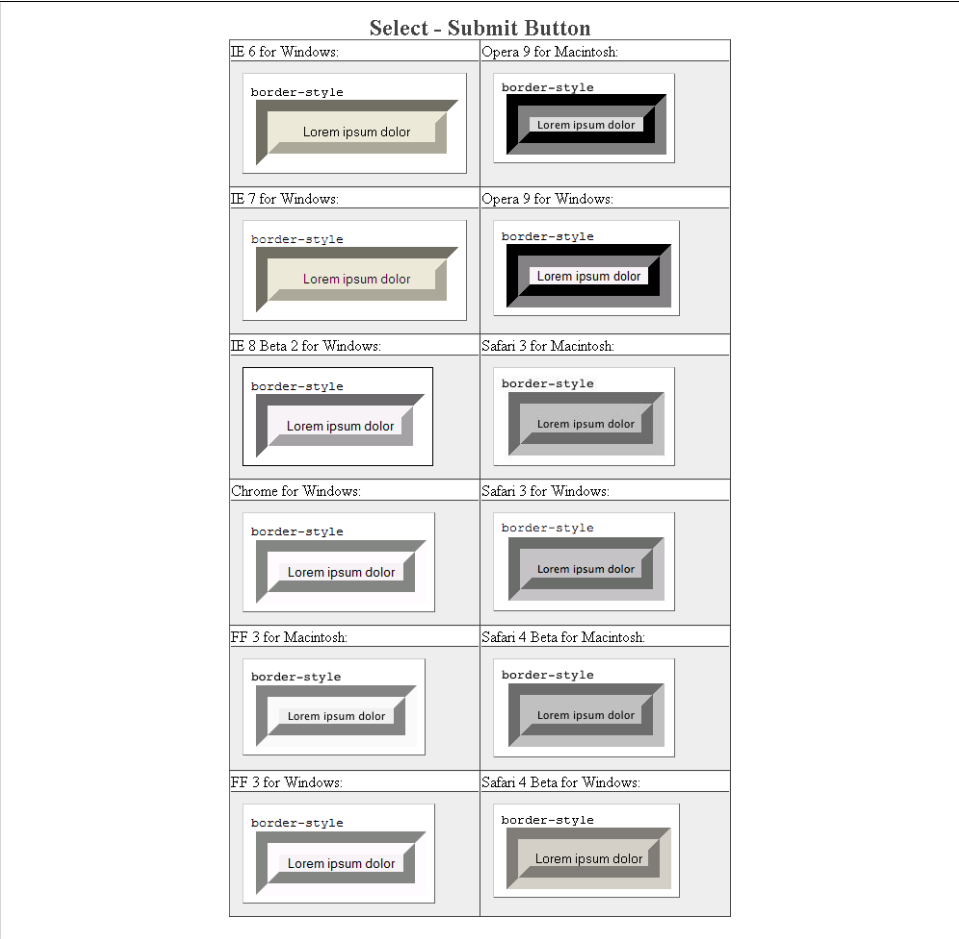 Select - Submit Button
IE 6 for Windows:
border-style
Lorem ipsum dolor
Opera 9 for Macintosh:
border-style
Lorem ipsum dolor
IE 7 for Windows:
border-style
Lorem ipsum dolor
Opera 9 for Windows:
border-style
Lorem ipsum dolor
IE 8 Beta 2 for Windows:
border-style
Lorem ipsum dolor
Safari 3 for Macintosh:
border-style
Lorem ipsum dolor
Chrome for Windows:
border-style
Lorem ipsum dolor
Safari 3 for Windows:
border-style
Lorem ipsum dolor
FF 3 for Macintosh:
border-style
Lorem ipsum dolor
Safari 4 Beta for Macintosh:
border-style
Lorem ipsum dolor
FF 3 for Windows:
border-style
Lorem ipsum dolor
Safari 4 Beta for Windows:
border-style
Lorem ipsum dolor